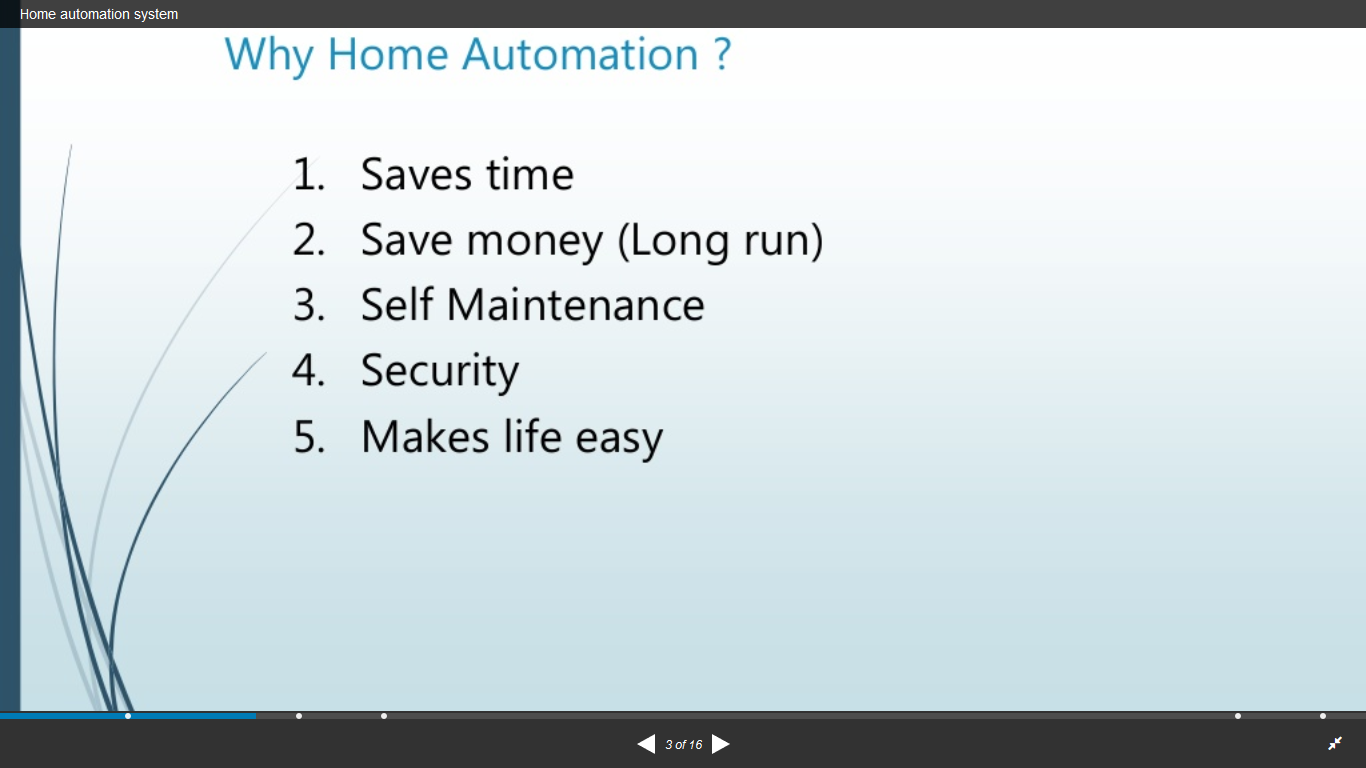 Home automation system
Why Home Automation ?
1. Saves time
2. Save money (Long run)
3. Self Maintenance
4. Security
5. Makes life easy
3 of 16